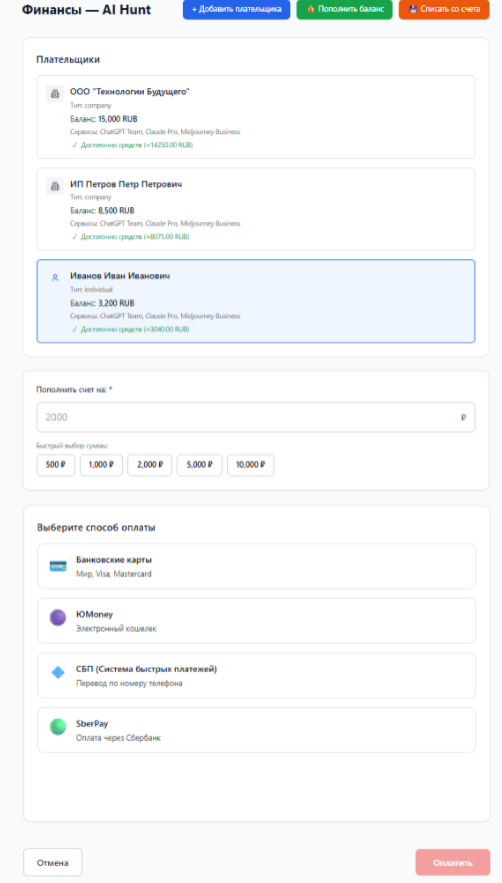 Финансы — AI Hunt
+ Добавить плательщика
Пополнить баланс
Списать со счета
Плательщики
ООО "Технологии Будущего"
Тип: company
Баланс: 15,000 RUB
Сервисы: ChatGPT Team, Claude Pro, Midjourney Business
✓ Достаточно средств (≈14250.00 RUB)
ИП Петров Петр Петрович
Тип: company
Баланс: 8,500 RUB
Сервисы: ChatGPT Team, Claude Pro, Midjourney Business
✓ Достаточно средств (≈8075.00 RUB)
Иванов Иван Иванович
Тип: individual
Баланс: 3,200 RUB
Сервисы: ChatGPT Team, Claude Pro, Midjourney Business
✓ Достаточно средств (≈3040.00 RUB)
Пополнить счет на: *
2000 ₽
Быстрый выбор суммы:
500 ₽
1,000 ₽
2,000 ₽
5,000 ₽
10,000 ₽
Выберите способ оплаты
Банковские карты
Мир, Visa, Mastercard
ЮMoney
Электронный кошелек
СБП (Система быстрых платежей)
Перевод по номеру телефона
SberPay
Оплата через Сбербанк
Отмена
Оплатить